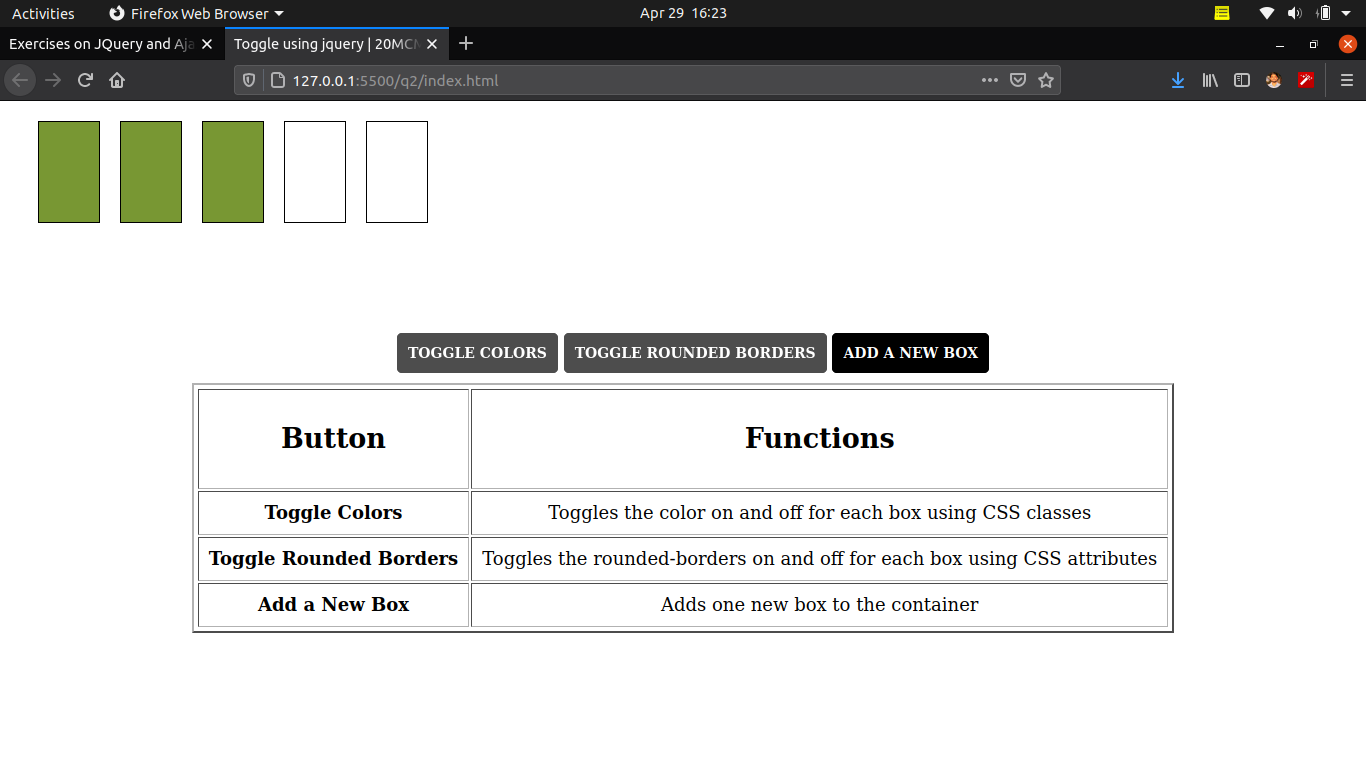 Activities Firefox Web Browser Apr 29 16:23
Exercises on JQuery and Aja Toggle using jquery | 20MCM
127.0.0.1:5500/q2/index.html
TOGGLE COLORS TOGGLE ROUNDED BORDERS ADD A NEW BOX
Button Functions
Toggle Colors Toggles the color on and off for each box using CSS classes
Toggle Rounded Borders Toggles the rounded-borders on and off for each box using CSS attributes
Add a New Box Adds one new box to the container